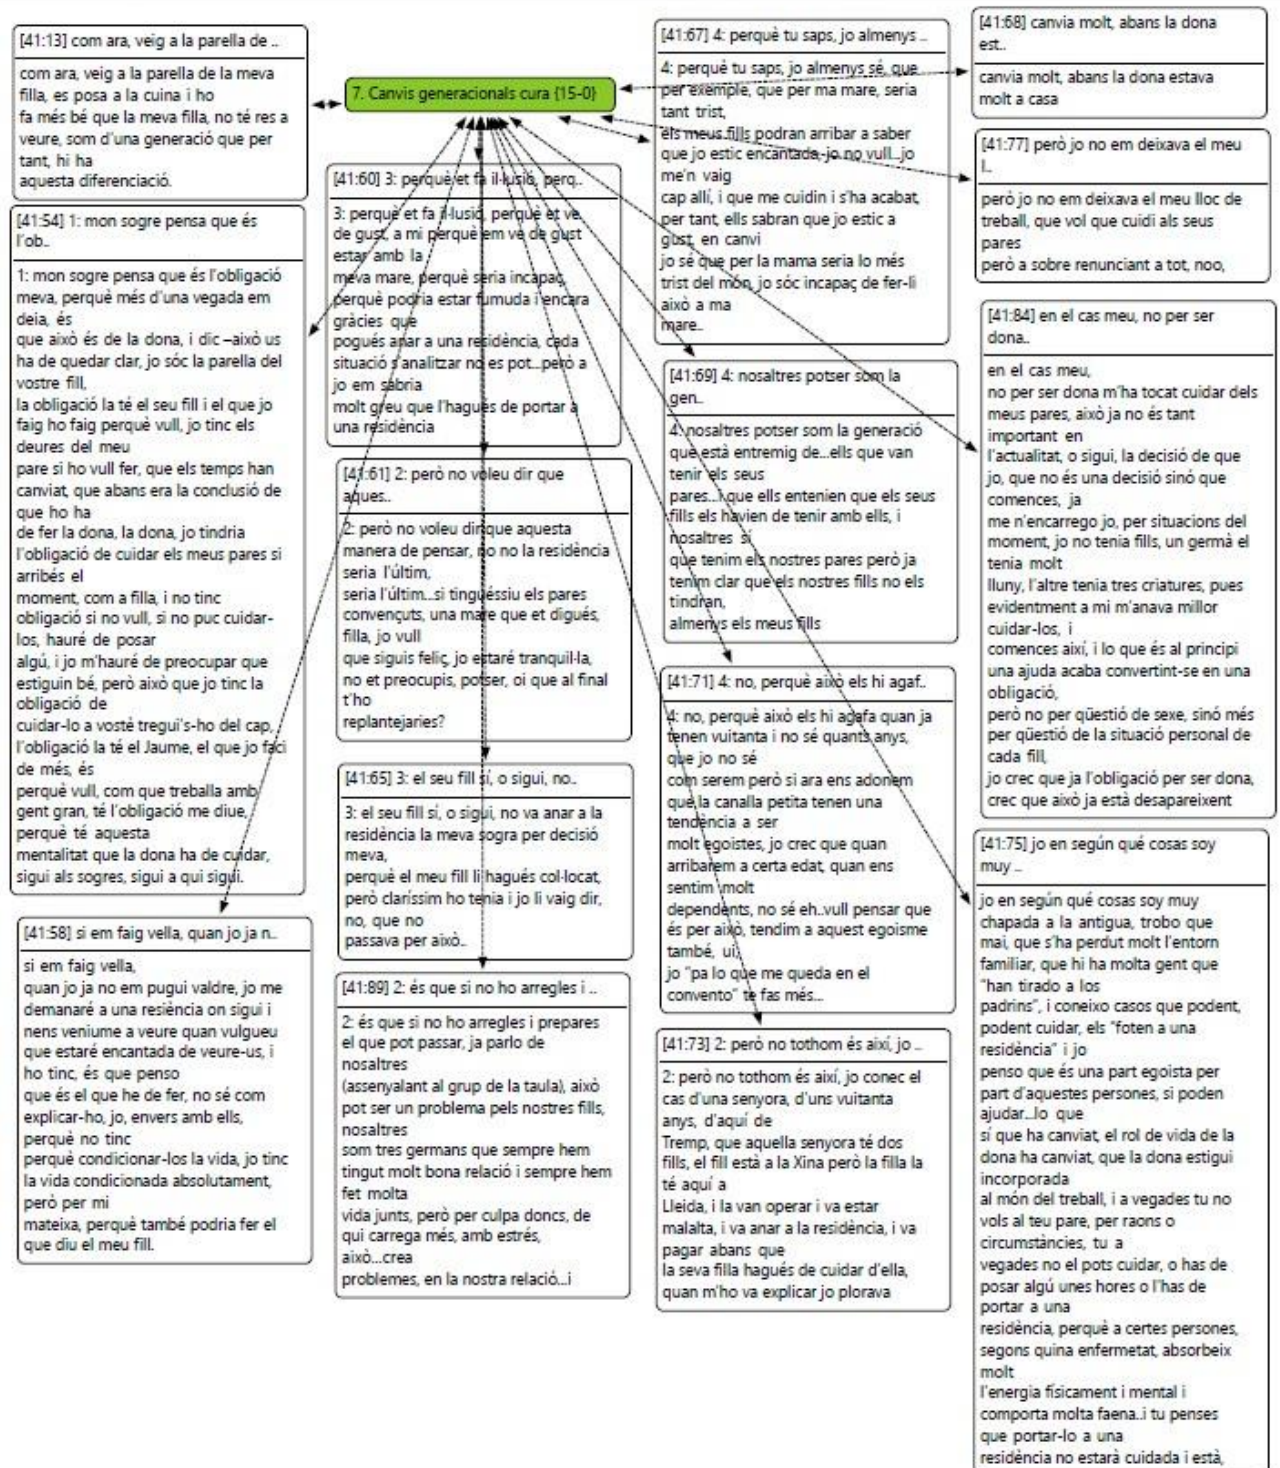 [41:13] com ara, veig a la parella de ..
com ara, veig a la parella de la meva
filla, es posa a la cuina i ho
fa més bé que la meva filla, no té res a
veure, som d'una generació que per
tant, hi ha
aquesta diferenciació.
[41:54] 1: mon sogre pensa que és
l'ob..
1: mon sogre pensa que és l'obligació
meva, perquè més d'una vegada em
deia, és
que això és de la dona, i dic –això us
ha de quedar clar, jo sóc la parella del
vostre fill,
la obligació la té el seu fill i el que jo
faig ho faig perquè vull, jo tinc els
deures del meu
pare si ho vull fer, que els temps han
canviat, que abans era la conclusió de
que ho ha
de fer la dona, la dona, jo tindria
l'obligació de cuidar els meus pares si
arribés el
moment, com a filla, i no tinc
obligació si no vull, si no puc cuidar-
los, hauré de posar
algú, i jo m'hauré de preocupar que
estiguin bé, però això que jo tinc la
obligació de
cuidar-lo a vosté tregui's-ho del cap,
l'obligació la té el Jaume, el que jo faci
de més, és
perquè vull, com que treballa amb
gent gran, té l'obligació me diue,
perquè té aquesta
mentalitat que la dona ha de cuidar,
sigui als sogres, sigui a qui sigui.
[41:58] si em faig vella, quan jo ja n..
si em faig vella,
quan jo ja no em pugui valdre, jo me
demanaré a una resiència on sigui i
nens veniume a veure quan vulgueu
que estaré encantada de veure-us, i
ho tinc, és que penso
que és el que he de fer, no sé com
explicar-ho, jo, envers amb ells,
perquè no tinc
perquè condicionar-los la vida, jo tinc
la vida condicionada absolutament,
però per mi
mateixa, perquè també podria fer el
que diu el meu fill.
7. Canvis generacionals cura {15-0}
[41:60] 3: perquè et fa il·lusió, perq..
3: perquè et fa il·lusió, perquè et ve
de gust, a mi perquè em ve de gust
estar amb la
meva mare, perquè seria incapaç,
perquè podria estar fumuda i encara
gràcies que
pogués anar a una residència, cada
situació s'analitzar no es pot...però a
jo em sabria
molt greu que l'hagués de portar a
una residència
[41:61] 2: però no voleu dir que
aques..
2: però no voleu dir que aquesta
manera de pensar, no no la residència
seria l'últim,
seria l'últim...si tinguéssiu els pares
convençuts, una mare que et digués,
filla, jo vull
que siguis feliç, jo estaré tranquil·la,
no et preocupis, potser, oi que al final
t'ho
replantejaries?
[41:65] 3: el seu fill sí, o sigui, no..
3: el seu fill sí, o sigui, no va anar a la
residència la meva sogra per decisió
meva,
perquè el meu fill li hagués col·locat,
però claríssim ho tenia i jo li vaig dir,
no, que no
passava per això..
[41:89] 2: és que si no ho arregles i ..
2: és que si no ho arregles i prepares
el que pot passar, ja parlo de
nosaltres
(assenyalant al grup de la taula), això
pot ser un problema pels nostres fills,
nosaltres
som tres germans que sempre hem
tingut molt bona relació i sempre hem
fet molta
vida junts, però per culpa doncs, de
qui carrega més, amb estrés,
això...crea
problemes, en la nostra relació...i
[41:67] 4: perquè tu saps, jo almenys ..
4: perquè tu saps, jo almenys sé, que
per exemple, que per ma mare, seria
tant trist,
els meus fills podran arribar a saber
que jo estic encantada, jo no vull...jo
me'n vaig
cap allí, i que me cuidin i s'ha acabat,
per tant, ells sabran que jo estic a
gust, en canvi
jo sé que per la mama seria lo més
trist del món, jo sóc incapaç de fer-li
això a ma
mare..
[41:69] 4: nosaltres potser som la
gen..
4: nosaltres potser som la generació
que està entremig de...ells que van
tenir els seus
pares...i que ells entenien que els seus
fills els havien de tenir amb ells, i
nosaltres sí
que tenim els nostres pares però ja
tenim clar que els nostres fills no els
tindran,
almenys els meus fills
[41:71] 4: no, perquè això els hi agaf..
4: no, perquè això els hi agafa quan ja
tenen vuitanta i no sé quants anys,
que jo no sé
com serem però si ara ens adonem
que la canalla petita tenen una
tendència a ser
molt egoistes, jo crec que quan
arribarem a certa edat, quan ens
sentim molt
dependents, no sé eh..vull pensar que
és per això, tendim a aquest egoisme
també, ui,
jo "pa lo que me queda en el
convento" te fas més...
[41:73] 2: però no tothom és així, jo ..
2: però no tothom és així, jo conec el
cas d'una senyora, d'uns vuitanta
anys, d'aquí de
Tremp, que aquella senyora té dos
fills, el fill està a la Xina però la filla la
té aquí a
Lleida, i la van operar i va estar
malalta, i va anar a la residència, i va
pagar abans que
la seva filla hagués de cuidar d'ella,
quan m'ho va explicar jo plorava
[41:68] canvia molt, abans la dona
est..
canvia molt, abans la dona estava
molt a casa
[41:77] però jo no em deixava el meu
l..
però jo no em deixava el meu lloc de
treball, que vol que cuidi als seus
pares
però a sobre renunciant a tot, noo,
[41:84] en el cas meu, no per ser
dona..
en el cas meu,
no per ser dona m'ha tocat cuidar dels
meus pares, això ja no és tant
important en
l'actualitat, o sigui, la decisió de que
jo, que no és una decisió sinó que
comences, ja
me n'encarrego jo, per situacions del
moment, jo no tenia fills, un germà el
tenia molt
lluny, l'altre tenia tres criatures, pues
evidentment a mi m'anava millor
cuidar-los, i
comences així, i lo que és al principi
una ajuda acaba convertint-se en una
obligació,
però no per qüestió de sexe, sinó més
per qüestió de la situació personal de
cada fill,
jo crec que ja l'obligació per ser dona,
crec que això ja està desapareixent
[41:75] jo en según qué cosas soy
muy ..
jo en según qué cosas soy muy
chapada a la antigua, trobo que
mai, que s'ha perdut molt l'entorn
familiar, que hi ha molta gent que
"han tirado a los
padrins", i coneixo casos que podent,
podent cuidar, els "foten a una
residència" i jo
penso que és una part egoista per
part d'aquestes persones, si poden
ajudar...lo que
sí que ha canviat, el rol de vida de la
dona ha canviat, que la dona estigui
incorporada
al món del treball, i a vegades tu no
vols al teu pare, per raons o
circumstàncies, tu a
vegades no el pots cuidar, o has de
posar algú unes hores o l'has de
portar a una
residència, perquè a certes persones,
segons quina enfermetat, absorbeix
molt
l'energia físicament i mental i
comporta molta faena..i tu penses
que portar-lo a una
residència no estarà cuidada i està,